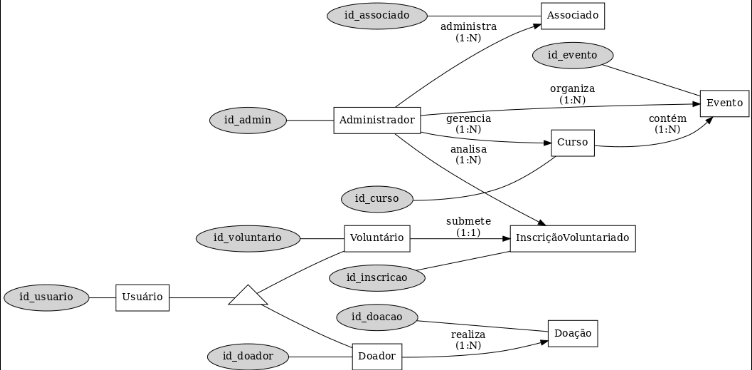 id_associado
Associado
administra
(1:N)
id_evento
organiza
(1:N)
Evento
id_admin
Administrador
gerencia
(1:N)
contém
(1:N)
Curso
analisa
(1:N)
id_curso
submete
(1:1)
id_voluntario
Voluntário
InscriçãoVoluntariado
id_inscricao
id_usuario
Usuário
id_doacao
Doação
realiza
(1:N)
id_doador
Doador